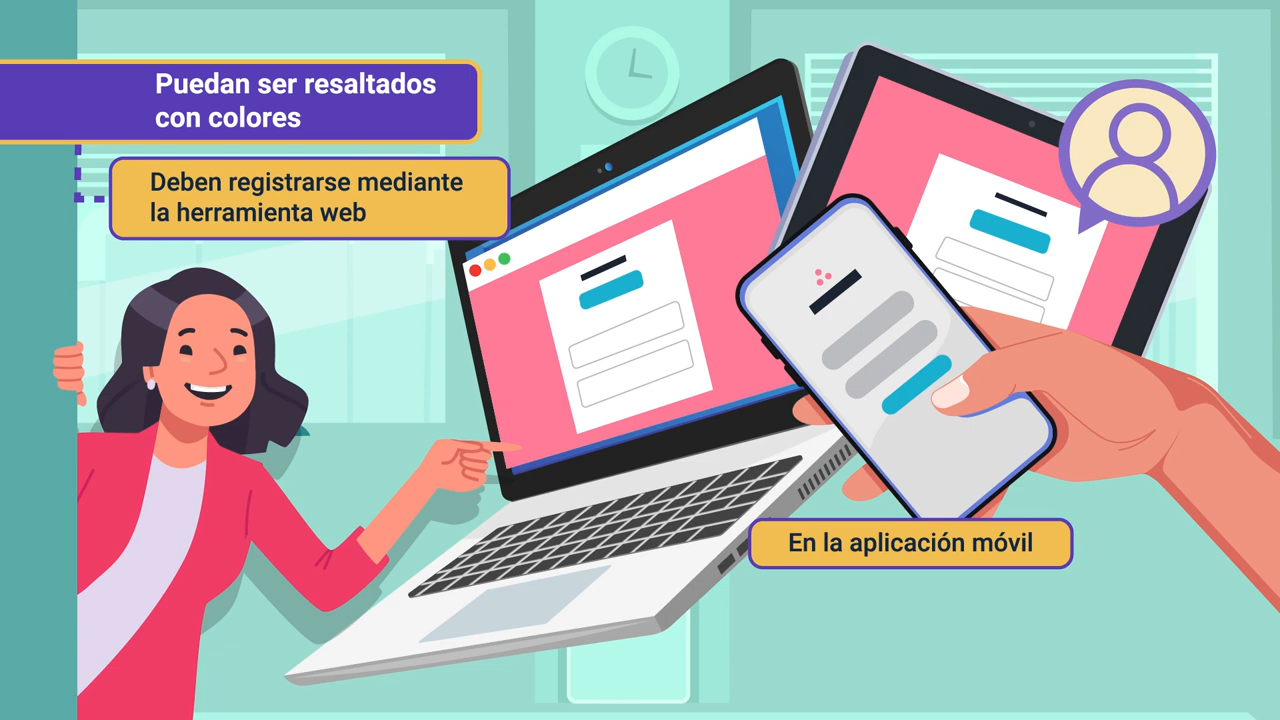 Puedan ser resaltados
con colores
Deben registrarse mediante
la herramienta web
En la aplicación móvil